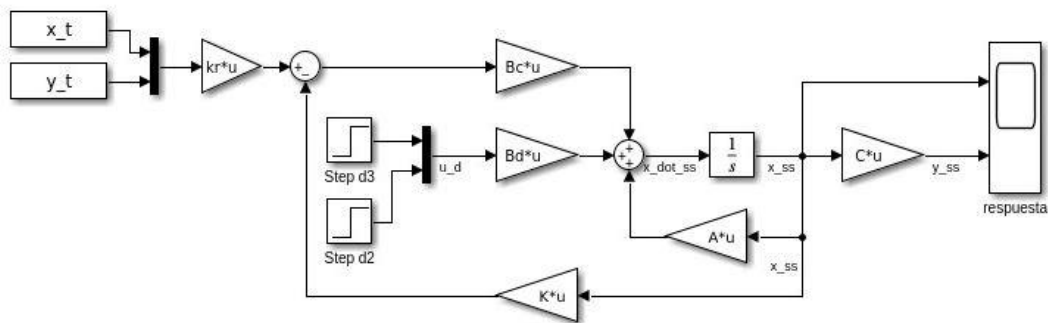 x_t
y_t
kr*u
+
-
Bc*u
Step d3
u_d
Bd*u
+
+
+
x_dot_ss
1
s
x_ss
C*u
y_ss
respuesta
Step d2
A*u
x_ss
K*u